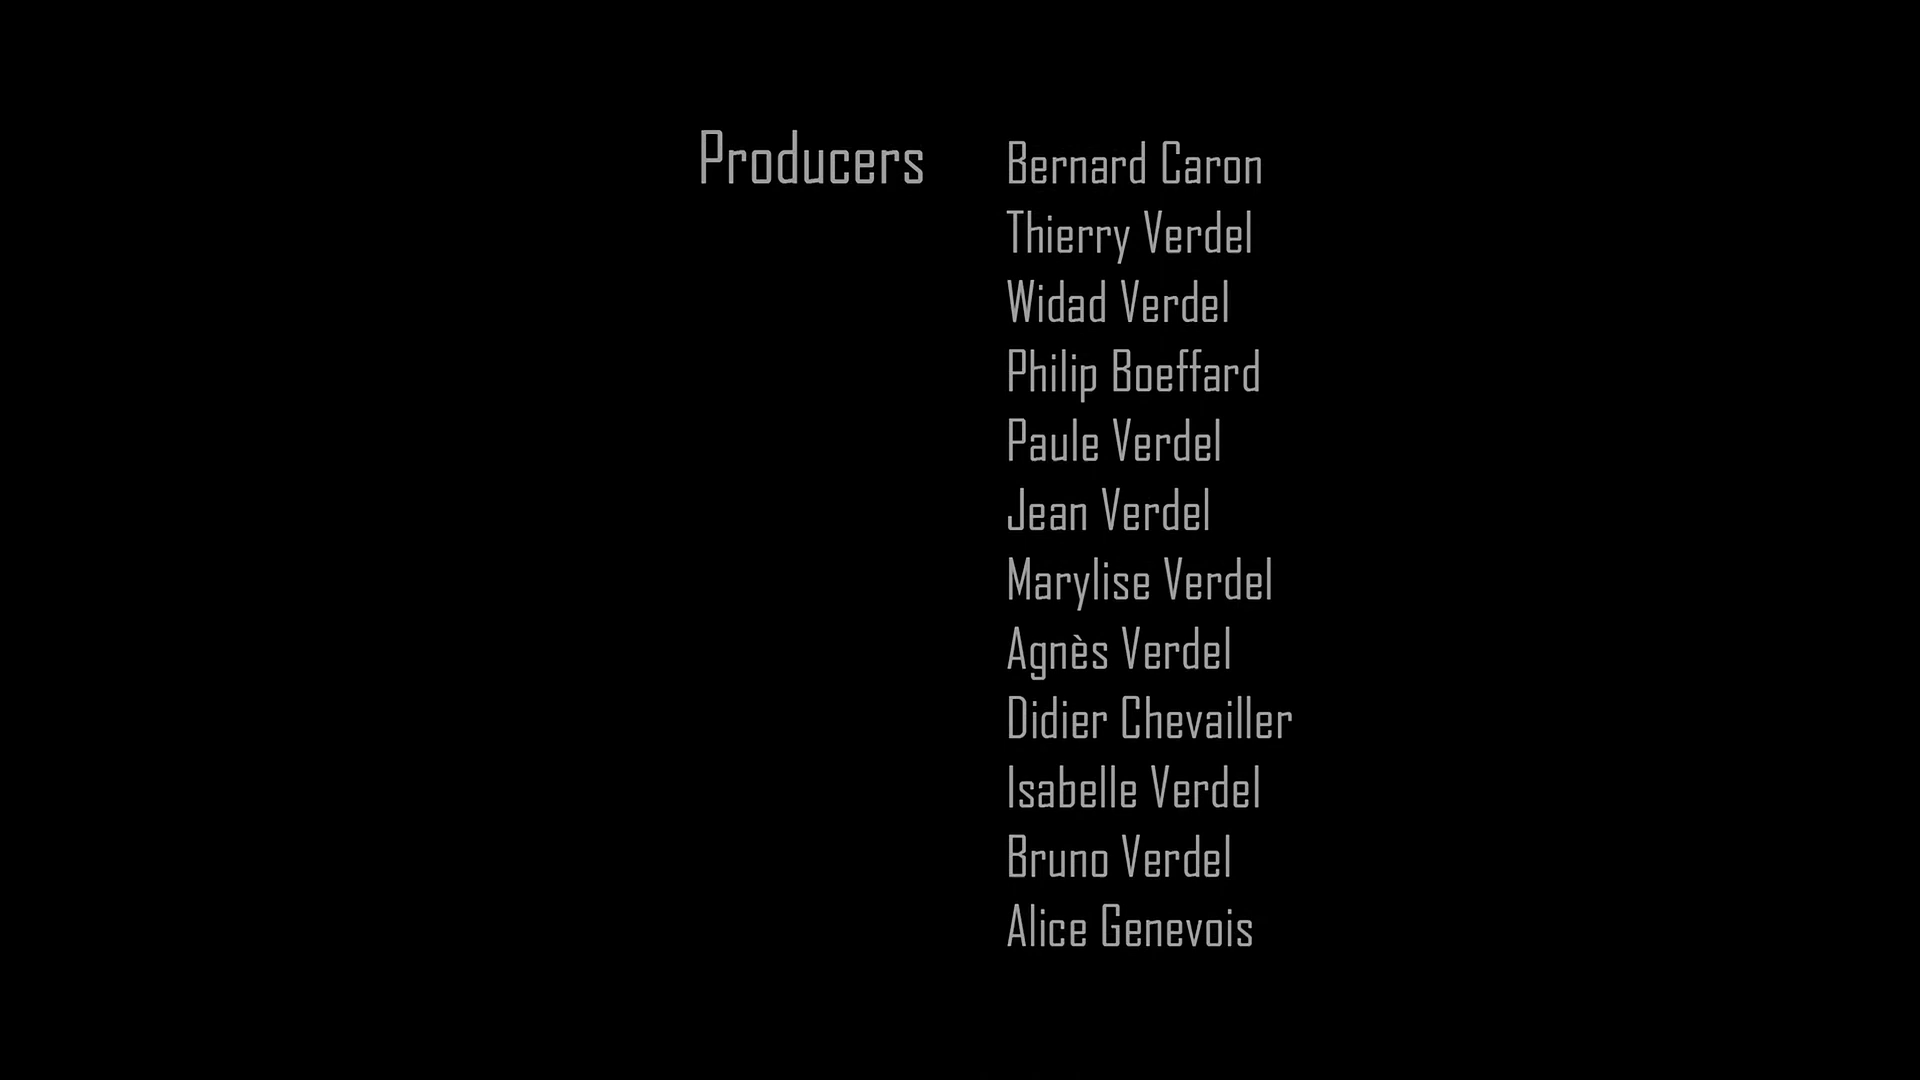 Producers Bernard Caron
Thierry Verdel
Widad Verdel
Philip Boeffard
Paule Verdel
Jean Verdel
Marylise Verdel
Agnès Verdel
Didier Chevailler
Isabelle Verdel
Bruno Verdel
Alice Genevois